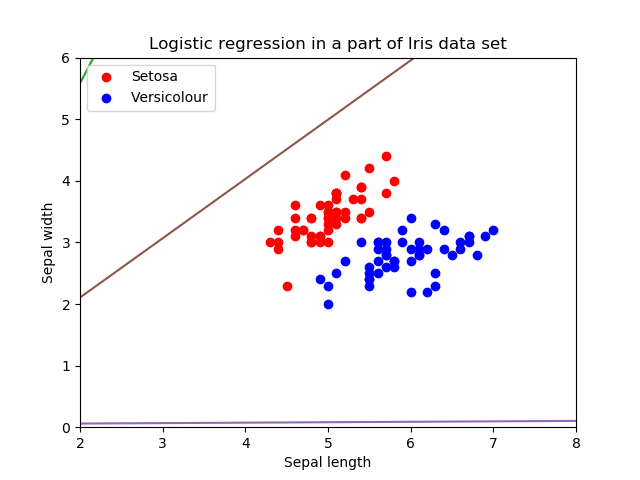 Logistic regression in a part of Iris data set
Setosa
Versicolour
6
5
4
3
2
1
0
Sepal width
2 3 4 5 6 7 8
Sepal length